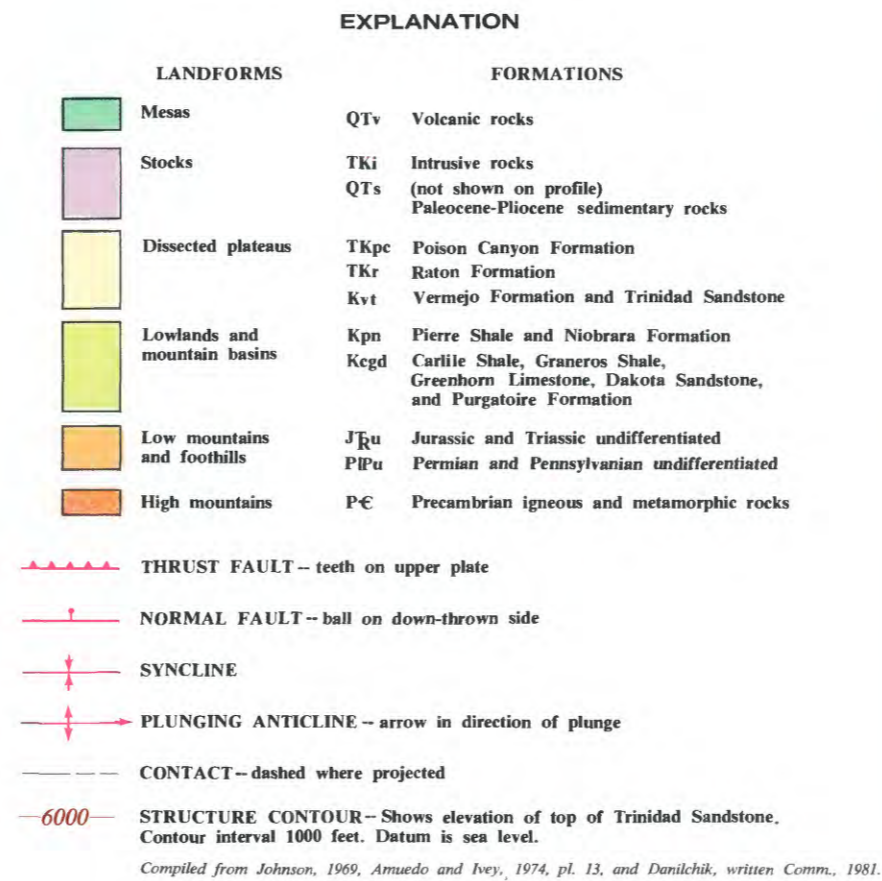 EXPLANATION
LANDFORMS FORMATIONS
Mesas QTv Volcanic rocks
Stocks TKi Intrusive rocks
QTs (not shown on profile)
Paleocene-Pliocene sedimentary rocks
Dissected plateaus TKpc Poison Canyon Formation
TKr Raton Formation
Kvt Vermejo Formation and Trinidad Sandstone
Lowlands and Kpn Pierre Shale and Niobrara Formation
mountain basins Kcgd Carlile Shale, Graneros Shale,
Greenhorn Limestone, Dakota Sandstone,
and Purgatoire Formation
Low mountains JTRu Jurassic and Triassic undifferentiated
and foothills PIPu Permian and Pennsylvanian undifferentiated
High mountains P€ Precambrian igneous and metamorphic rocks
THRUST FAULT -- teeth on upper plate
NORMAL FAULT -- ball on down-thrown side
SYNCLINE
PLUNGING ANTICLINE -- arrow in direction of plunge
CONTACT -- dashed where projected
6000 STRUCTURE CONTOUR -- Shows elevation of top of Trinidad Sandstone.
Contour interval 1000 feet. Datum is sea level.
Compiled from Johnson, 1969, Amuedo and Ivey, 1974, pl. 13, and Danilchik, written Comm., 1981.